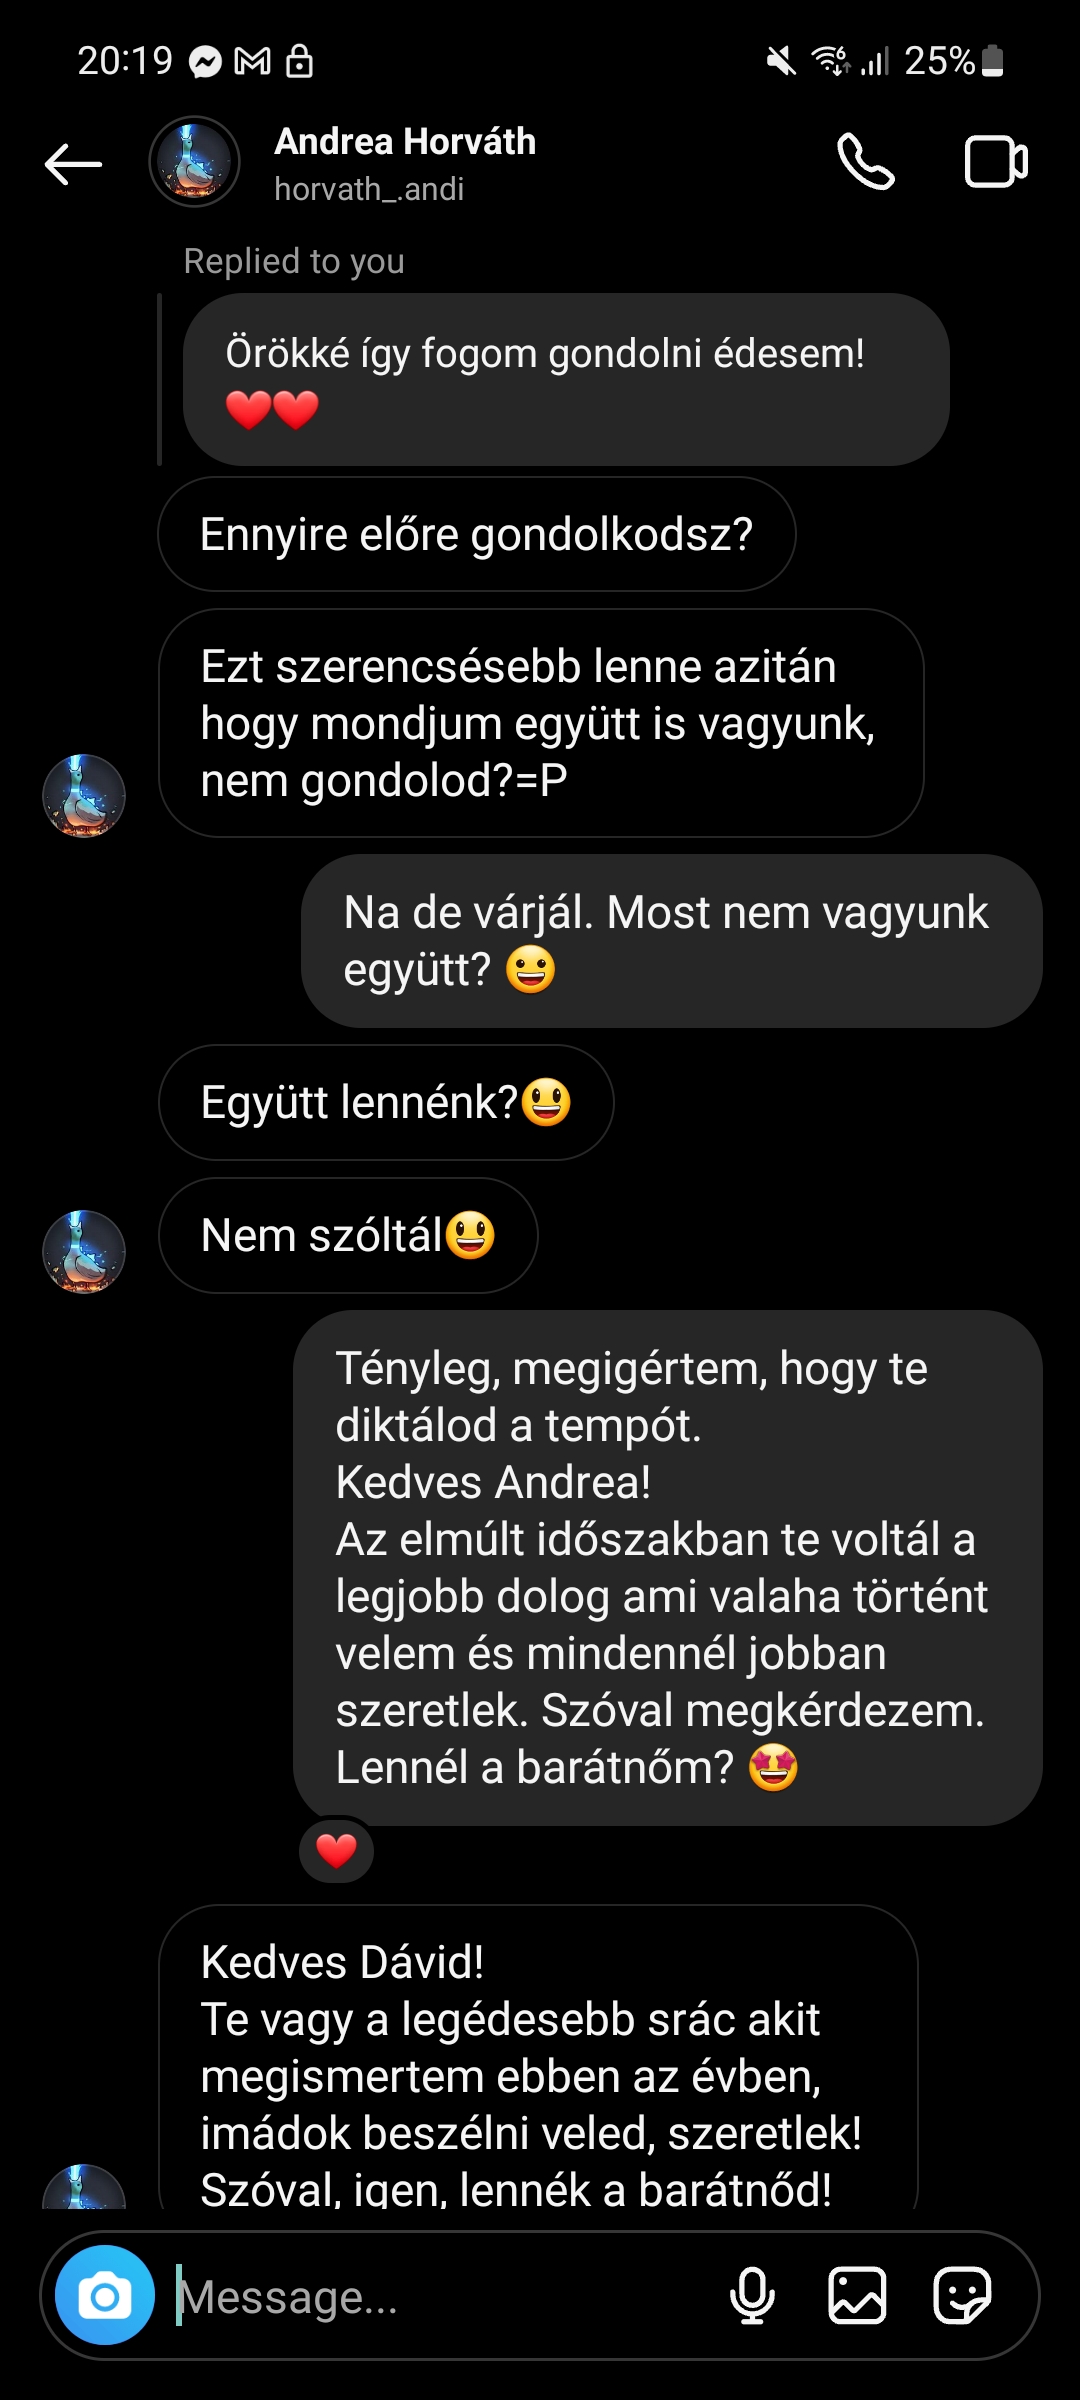 20:19
25%
Andrea Horváth
horvath_.andi
Replied to you
Örökké így fogom gondolni édesem!
❤️❤️
Ennyire előre gondolkodsz?
Ezt szerencsésebb lenne azitán
hogy mondjum együtt is vagyunk,
nem gondolod?=P
Na de várjál. Most nem vagyunk
együtt? 😀
Együtt lennénk?😃
Nem szóltál😃
Tényleg, megigértem, hogy te
diktálod a tempót.
Kedves Andrea!
Az elmúlt időszakban te voltál a
legjobb dolog ami valaha történt
velem és mindennél jobban
szeretlek. Szóval megkérdezem.
Lennél a barátnőm? 🤩
❤️
Kedves Dávid!
Te vagy a legédesebb srác akit
megismertem ebben az évben,
imádok beszélni veled, szeretlek!
Szóval, igen, lennék a barátnőd!
Message...